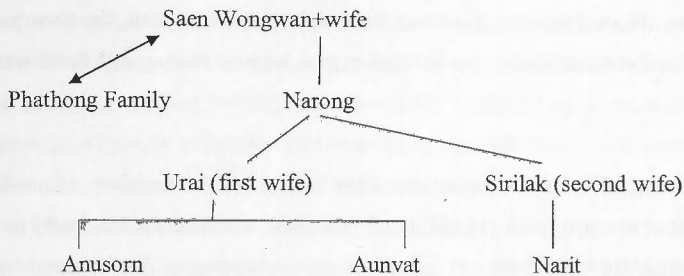 Saen Wongwan+wife
Phathong Family Narong
Urai (first wife) Sirilak (second wife)
Anusorn Aunvat Narit